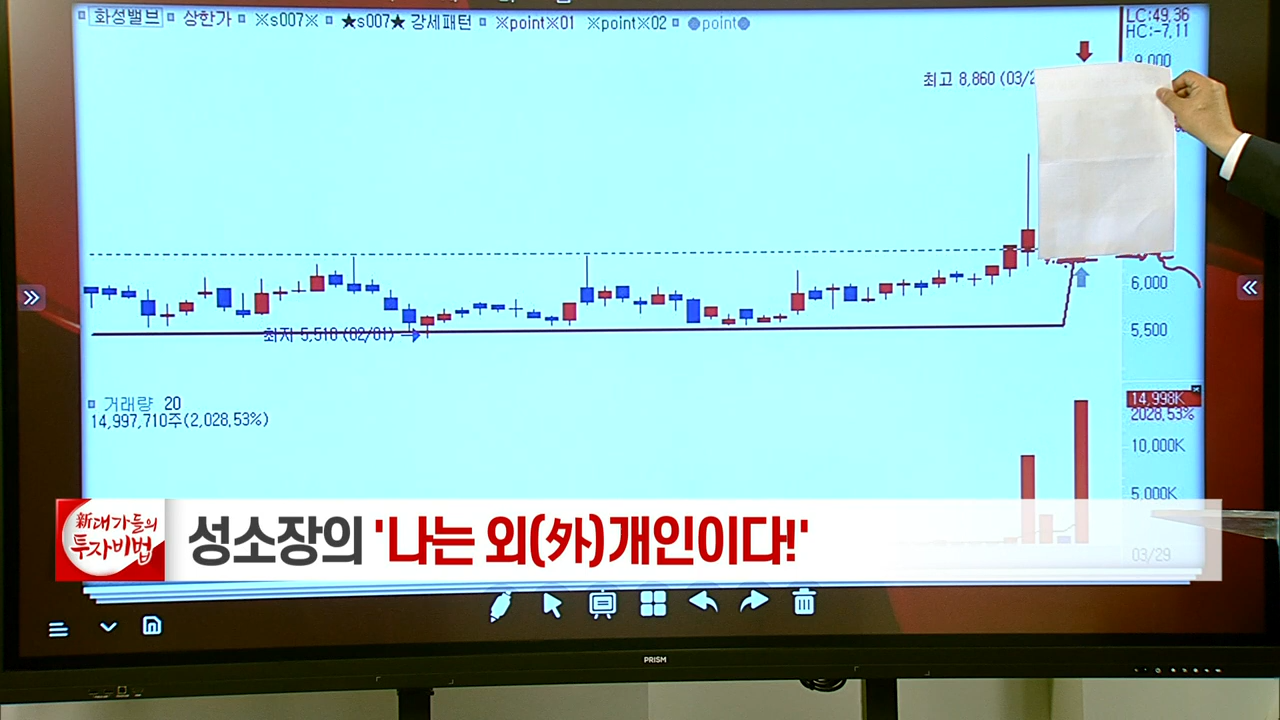 화성밸브 상한가 ※s007※ ★s007★ 강세패턴 ※point※01 ※point※02 ●point●
LC:49,36
HC:-7,11
9,000
최고 8,860 (03/2
6,000
5,500
최저 5,510 (02/01)
거래량 20
14,997,710주(2,028,53%)
14,998K
2028,53%
10,000K
5,000K
03/29
新대가들의
투자비법
성소장의 '나는 외(外)개인이다!'
PRISM